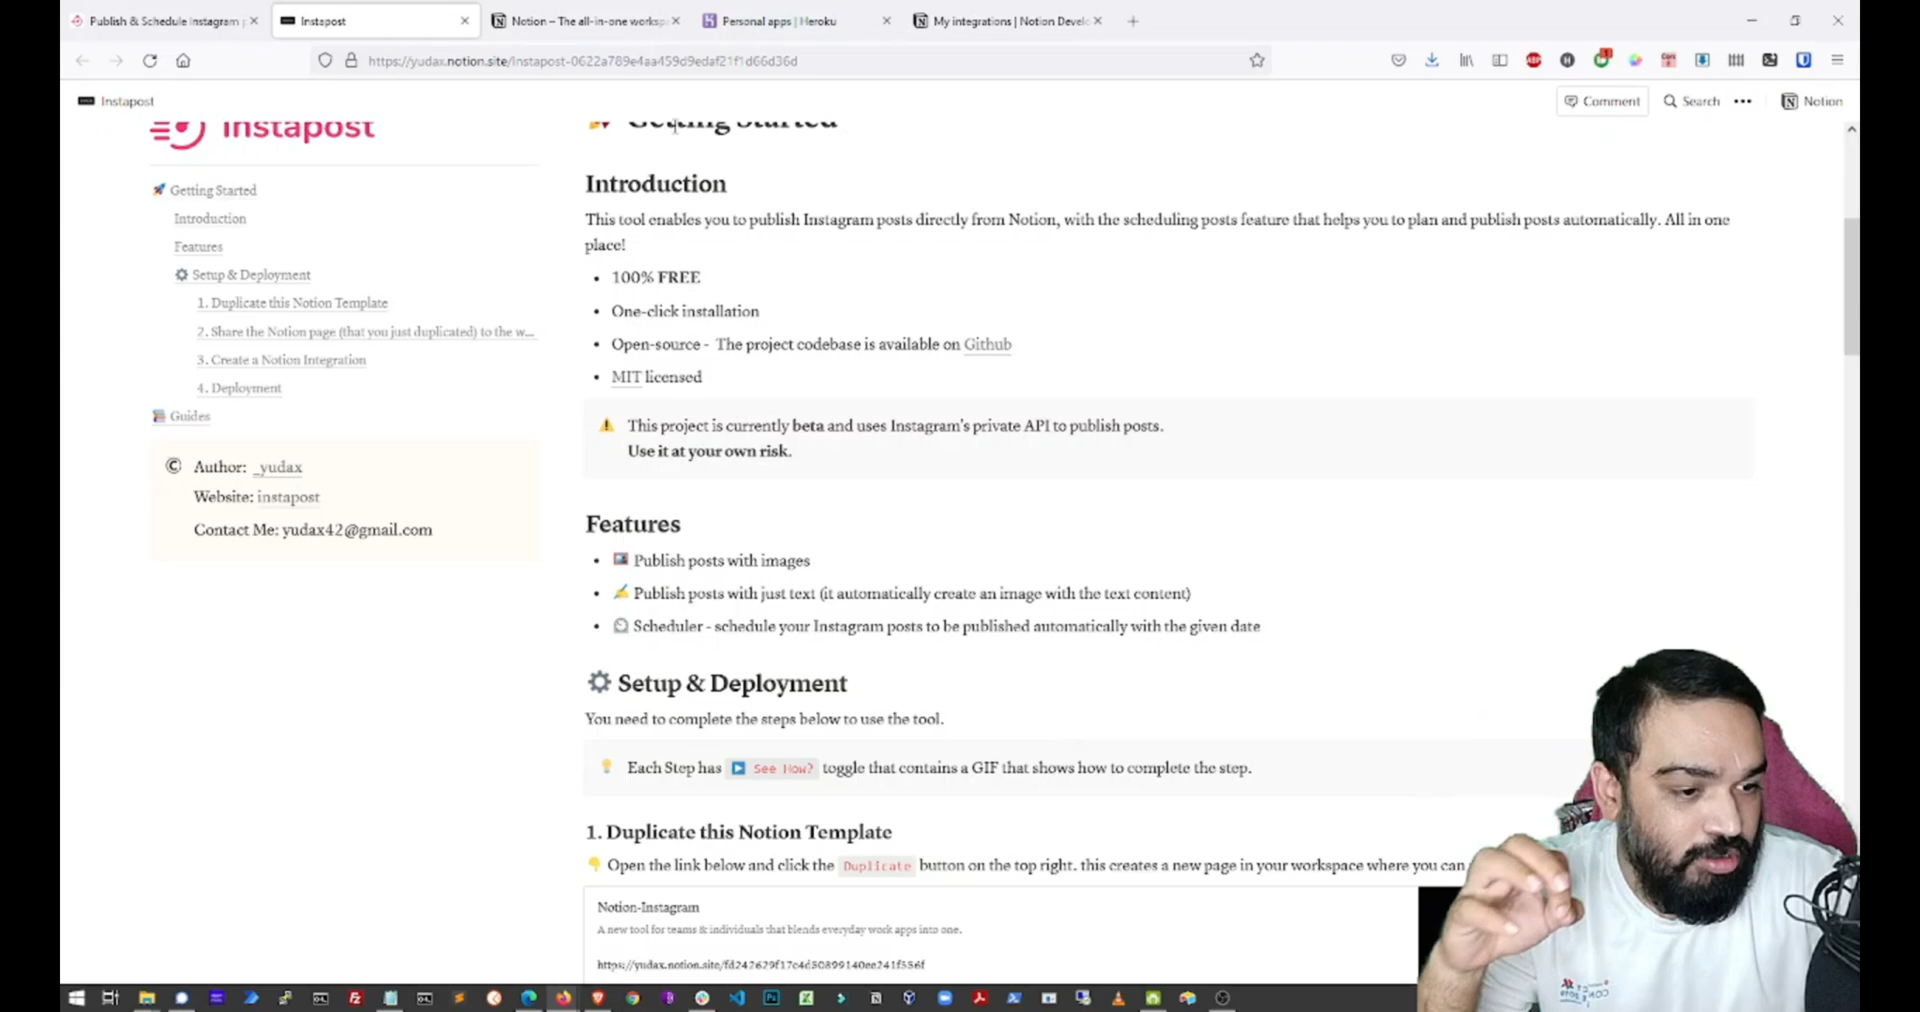 Publish & Schedule Instagram p
Instapost
Notion – The all-in-one worksp
Personal apps | Heroku
My integrations | Notion Develo
https://yudax.notion.site/Instapost-0622a789e4aa459d9edaf21f1d66d36d
Instapost
Comment
Search
Notion
Instapost
Getting Started
Introduction
Features
Setup & Deployment
1. Duplicate this Notion Template
2. Share the Notion page (that you just duplicated) to the w...
3. Create a Notion Integration
4. Deployment
Guides
© Author: _yudax
Website: instapost
Contact Me: yudax42@gmail.com
Getting Started
Introduction
This tool enables you to publish Instagram posts directly from Notion, with the scheduling posts feature that helps you to plan and publish posts automatically. All in one
place!
• 100% FREE
• One-click installation
• Open-source - The project codebase is available on Github
• MIT licensed
This project is currently beta and uses Instagram's private API to publish posts.
Use it at your own risk.
Features
• Publish posts with images
• Publish posts with just text (it automatically create an image with the text content)
• Scheduler - schedule your Instagram posts to be published automatically with the given date
Setup & Deployment
You need to complete the steps below to use the tool.
Each Step has See How? toggle that contains a GIF that shows how to complete the step.
1. Duplicate this Notion Template
Open the link below and click the Duplicate button on the top right. this creates a new page in your workspace where you can
Notion-Instagram
A new tool for teams & individuals that blends everyday work apps into one.
https://yudax.notion.site/fd242629f17c4d50899140ee241f556f